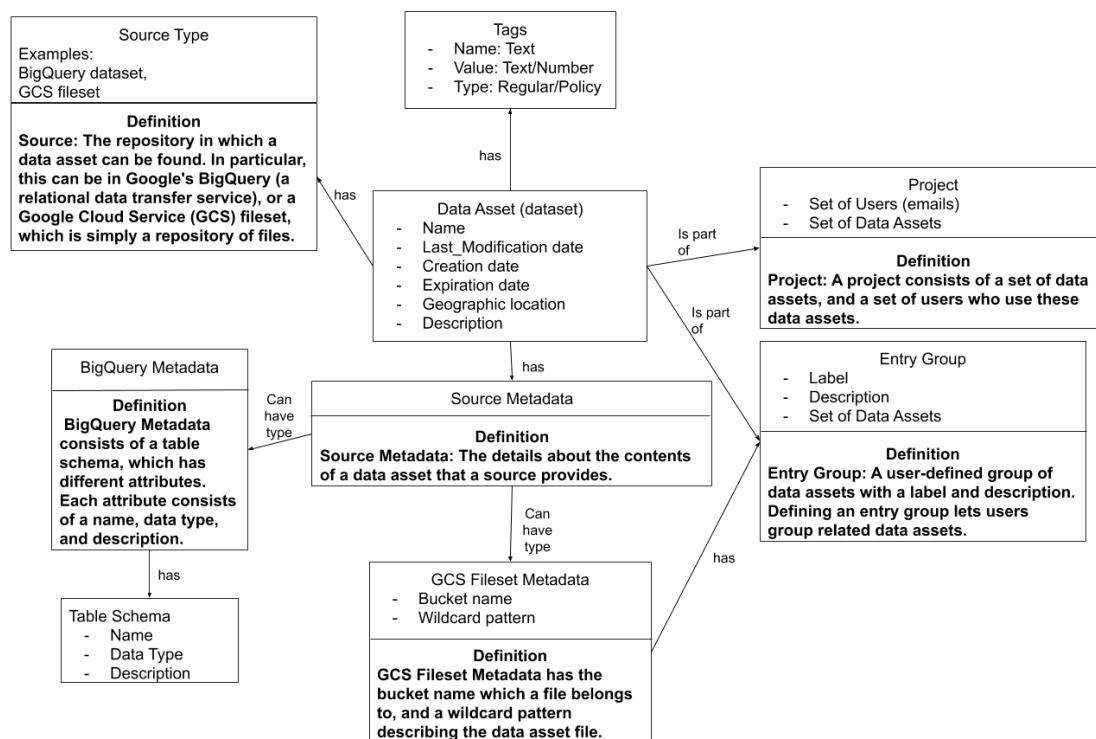 Source Type
Examples:
BigQuery dataset,
GCS fileset
Definition
Source: The repository in which a
data asset can be found. In particular,
this can be in Google's BigQuery (a
relational data transfer service), or a
Google Cloud Service (GCS) fileset,
which is simply a repository of files.
Tags
- Name: Text
- Value: Text/Number
- Type: Regular/Policy
has
has
Data Asset (dataset)
- Name
- Last_Modification date
- Creation date
- Expiration date
- Geographic location
- Description
Is part
of
Project
- Set of Users (emails)
- Set of Data Assets
Definition
Project: A project consists of a set of data
assets, and a set of users who use these
data assets.
Is part
of
Entry Group
- Label
- Description
- Set of Data Assets
Definition
Entry Group: A user-defined group of
data assets with a label and description.
Defining an entry group lets users
group related data assets.
has
Source Metadata
Definition
Source Metadata: The details about the contents
of a data asset that a source provides.
Can
have
type
BigQuery Metadata
Definition
BigQuery Metadata
consists of a table
schema, which has
different attributes.
Each attribute consists
of a name, data type,
and description.
has
Table Schema
- Name
- Data Type
- Description
Can
have
type
GCS Fileset Metadata
- Bucket name
- Wildcard pattern
Definition
GCS Fileset Metadata has the
bucket name which a file belongs
to, and a wildcard pattern
describing the data asset file.
has